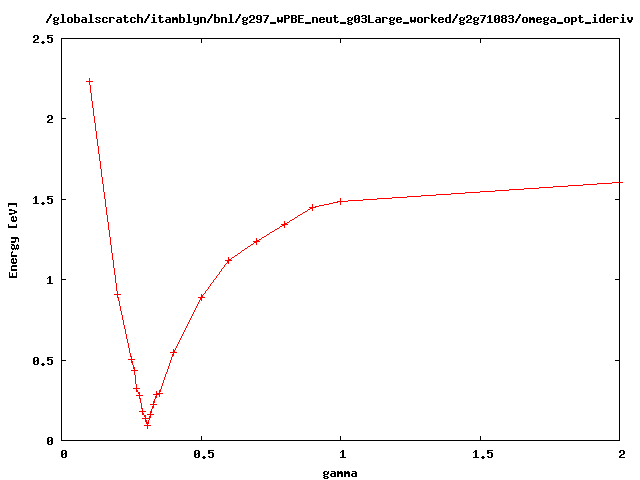 /globalscratch/itamblyn/bnl/g297_wPBE_neut_g03Large_worked/g2g71083/omega_opt_ideriv
2.5
2
1.5
1
0.5
0
Energy [eV]
0 0.5 1 1.5 2
gamma